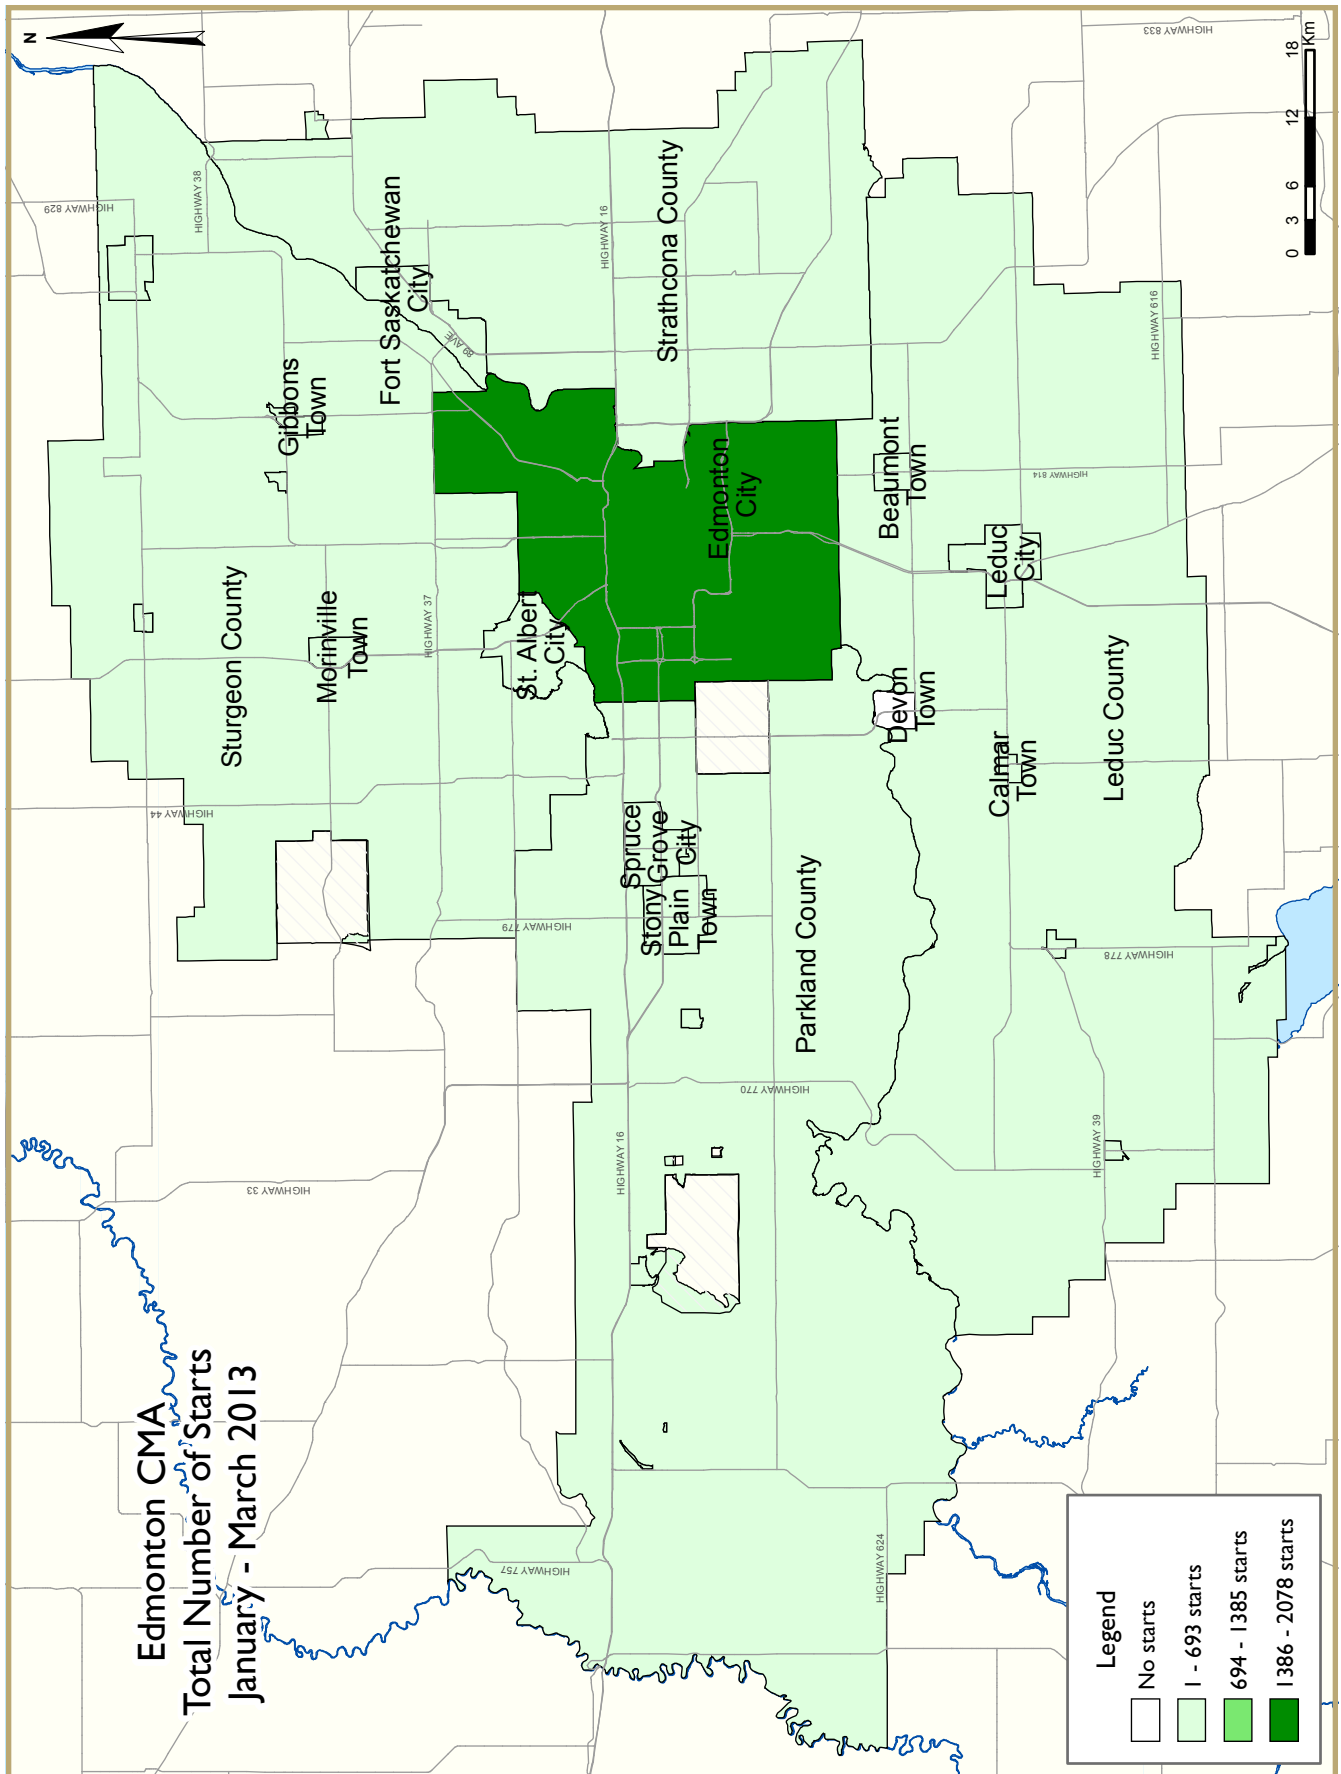 Edmonton CMA
Total Number of Starts
January - March 2013
N
HIGHWAY 829
HIGHWAY 38
HIGHWAY 16
HIGHWAY 833
Fort Saskatchewan
City
89 AVE
Strathcona County
Gibbons
Town
HIGHWAY 616
Sturgeon County
Morinville
Town
HIGHWAY 37
St. Albert
City
Edmonton
City
Beaumont
Town
HIGHWAY 814
Leduc
City
HIGHWAY 44
Devon
Town
Calmar
Town
Leduc County
HIGHWAY 779
Spruce
Grove
City
Stony
Plain
Town
Parkland County
HIGHWAY 778
HIGHWAY 770
HIGHWAY 33
HIGHWAY 16
HIGHWAY 39
HIGHWAY 757
HIGHWAY 624
0 3 6 12 18
Km
Legend
No starts
1 - 693 starts
694 - 1385 starts
1386 - 2078 starts